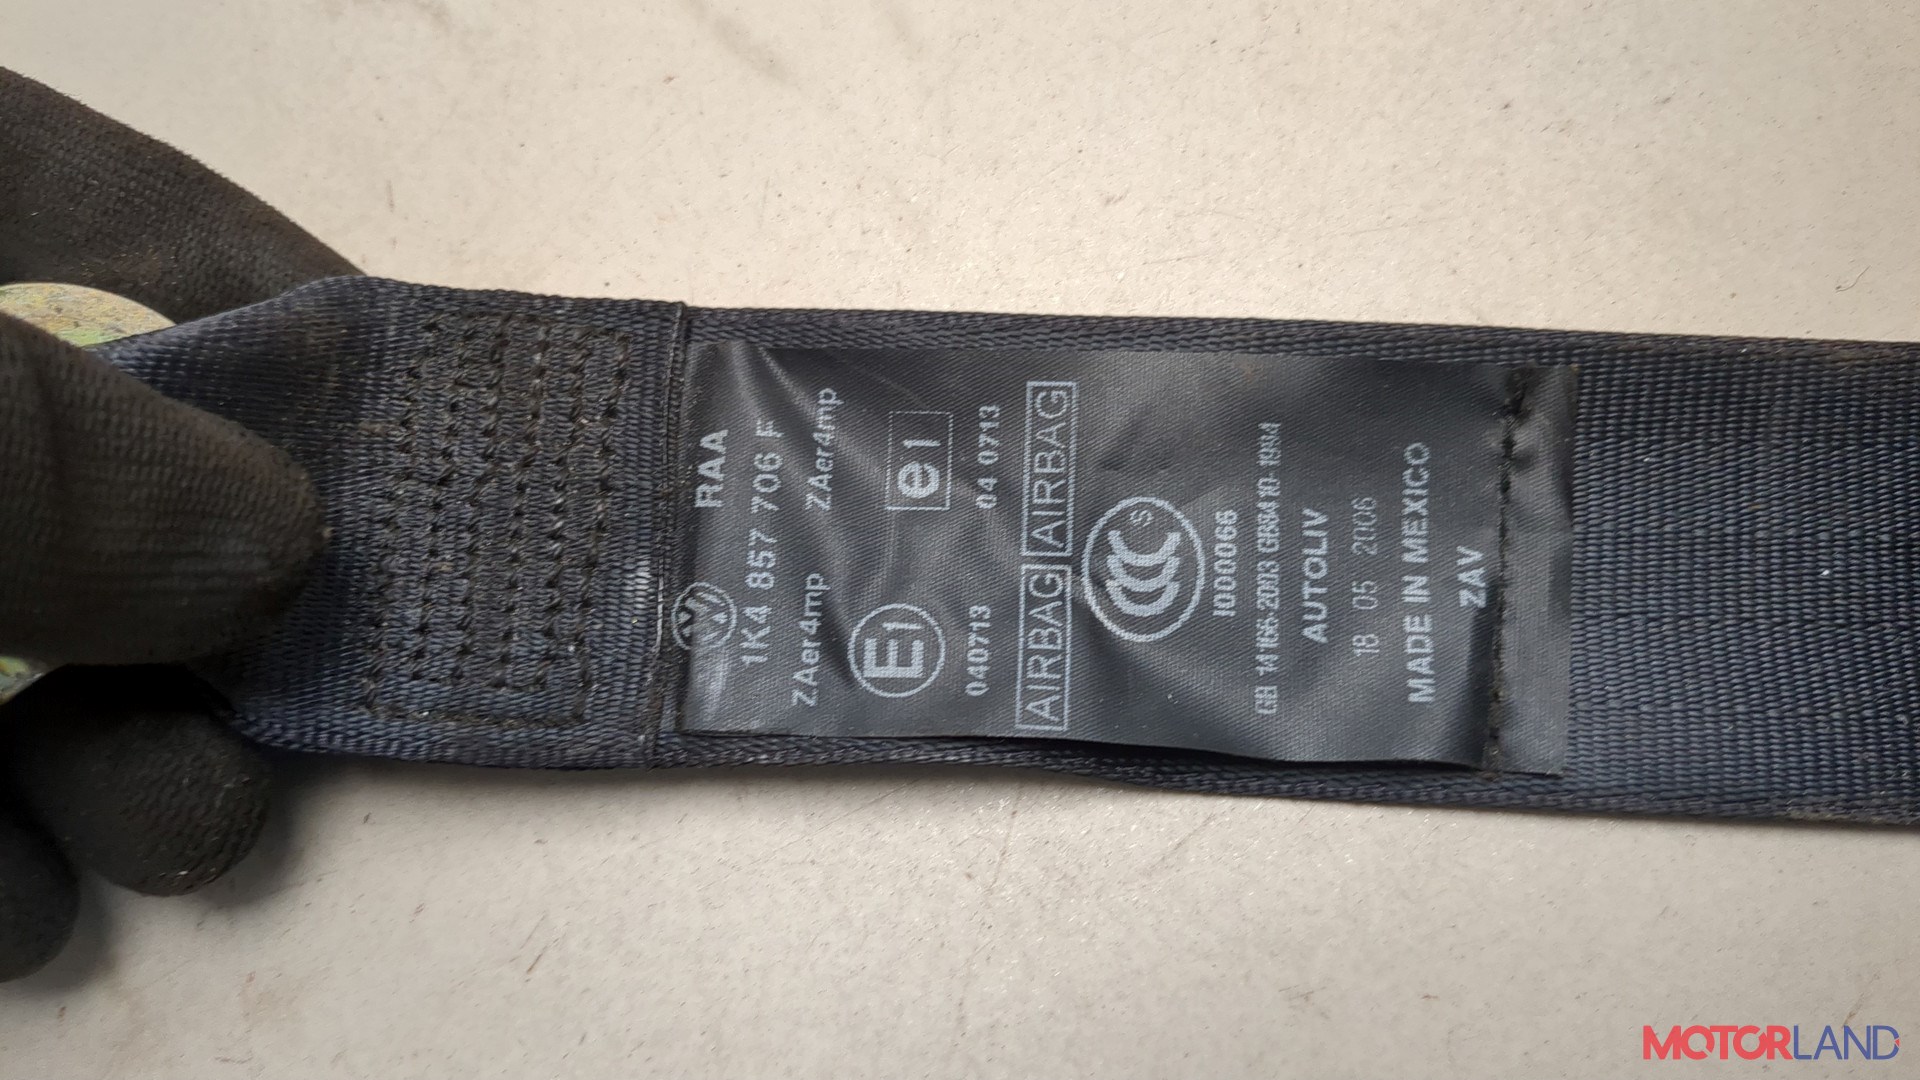 RAA
1K4 857 706 F
ZAer4mp ZAer4mp
E1 e1
040713 04 0713
AIRBAG AIRBAG
CCC S
GB 14166-2003 GB8410-1994
AUTOLIV
18 05 2006
MADE IN MEXICO
ZAV
MOTORLAND